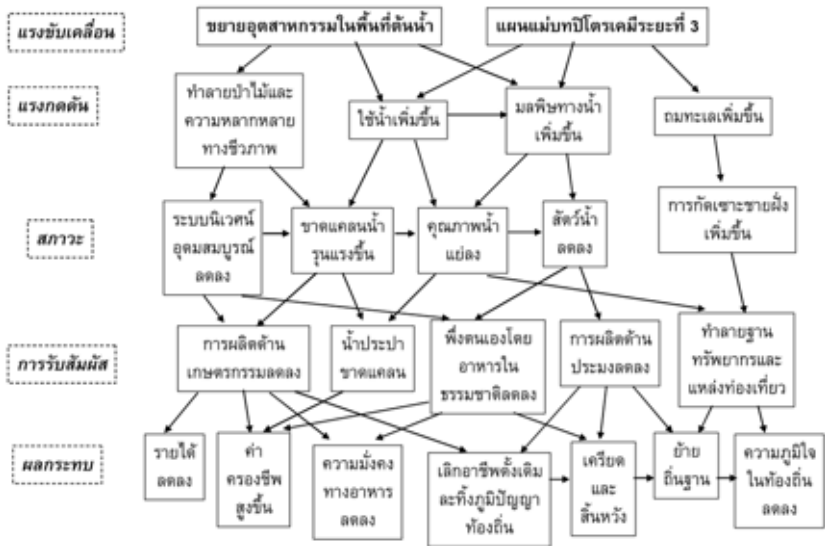 แรงขับเคลื่อน
ขยายอุตสาหกรรมในพื้นที่ต้นน้ำ
แผนแม่บทปิโตรเคมีระยะที่ 3
แรงกดดัน
ทำลายป่าไม้และ
ความหลากหลาย
ทางชีวภาพ
ใช้น้ำเพิ่มขึ้น
มลพิษทางน้ำ
เพิ่มขึ้น
ถมทะเลเพิ่มขึ้น
สภาวะ
ระบบนิเวศน์
อุดมสมบูรณ์
ลดลง
ขาดแคลนน้ำ
รุนแรงขึ้น
คุณภาพน้ำ
แย่ลง
สัตว์น้ำ
ลดลง
การกัดเซาะชายฝั่ง
เพิ่มขึ้น
การรับสัมผัส
การผลิตด้าน
เกษตรกรรมลดลง
น้ำประปา
ขาดแคลน
พึ่งตนเองโดย
อาหารใน
ธรรมชาติลดลง
การผลิตด้าน
ประมงลดลง
ทำลายฐาน
ทรัพยากรและ
แหล่งท่องเที่ยว
ผลกระทบ
รายได้
ลดลง
ค่า
ครองชีพ
สูงขึ้น
ความมั่งคง
ทางอาหาร
ลดลง
เลิกอาชีพดั้งเดิม
ละทิ้งภูมิปัญญา
ท้องถิ่น
เครียด
และ
สิ้นหวัง
ย้าย
ถิ่นฐาน
ความภูมิใจ
ในท้องถิ่น
ลดลง